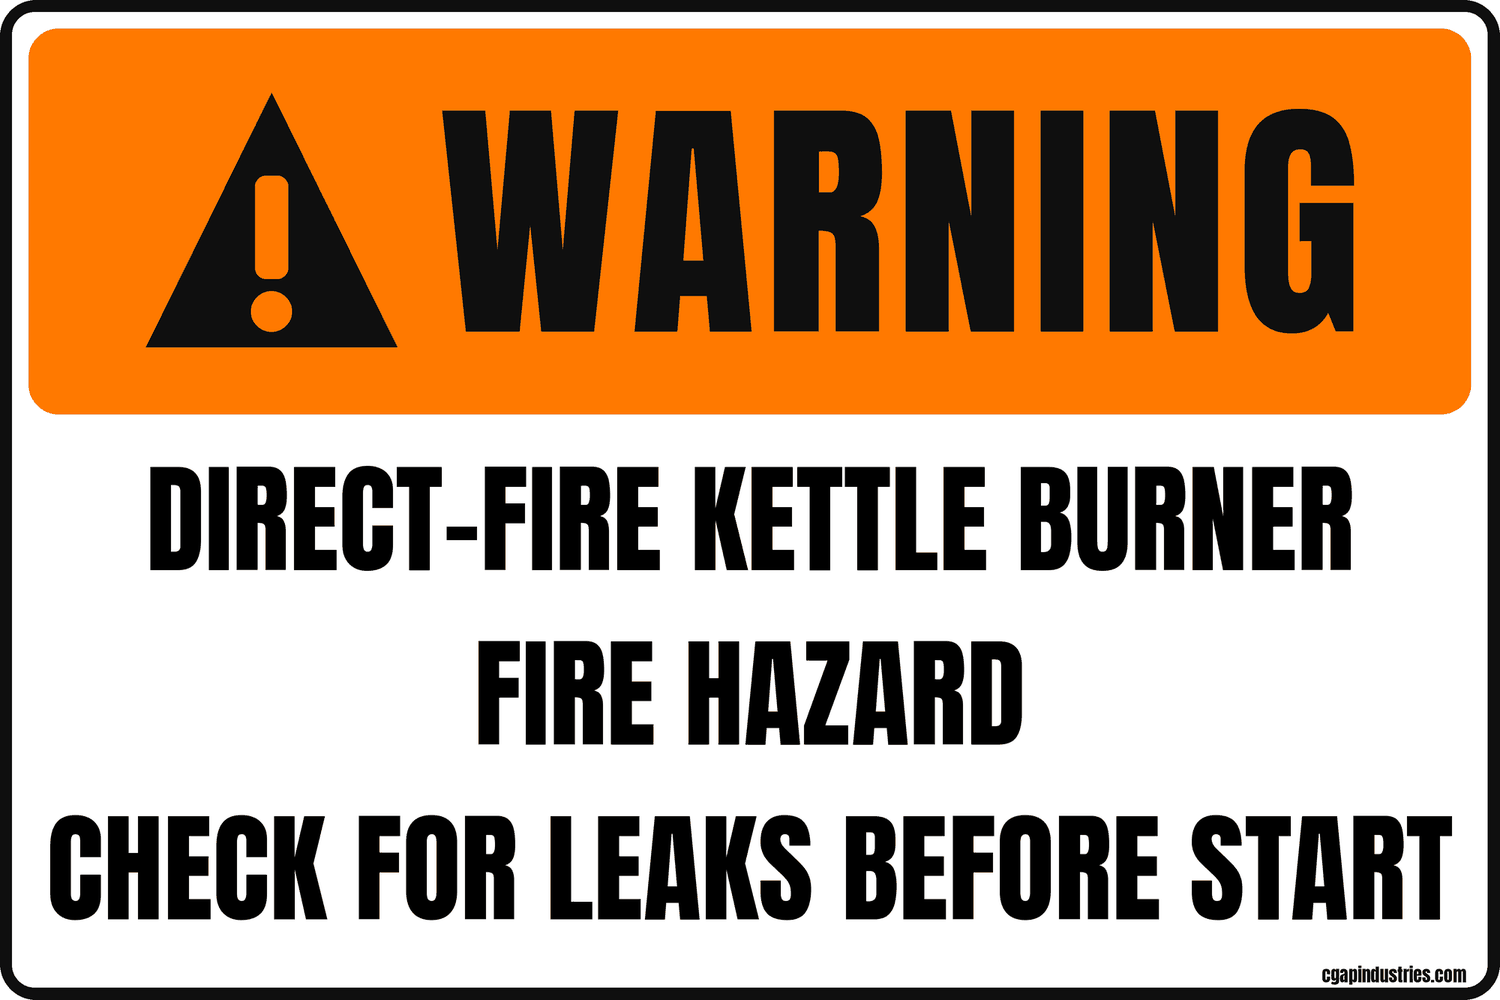 WARNING
DIRECT-FIRE KETTLE BURNER
FIRE HAZARD
CHECK FOR LEAKS BEFORE START
cgapindustries.com